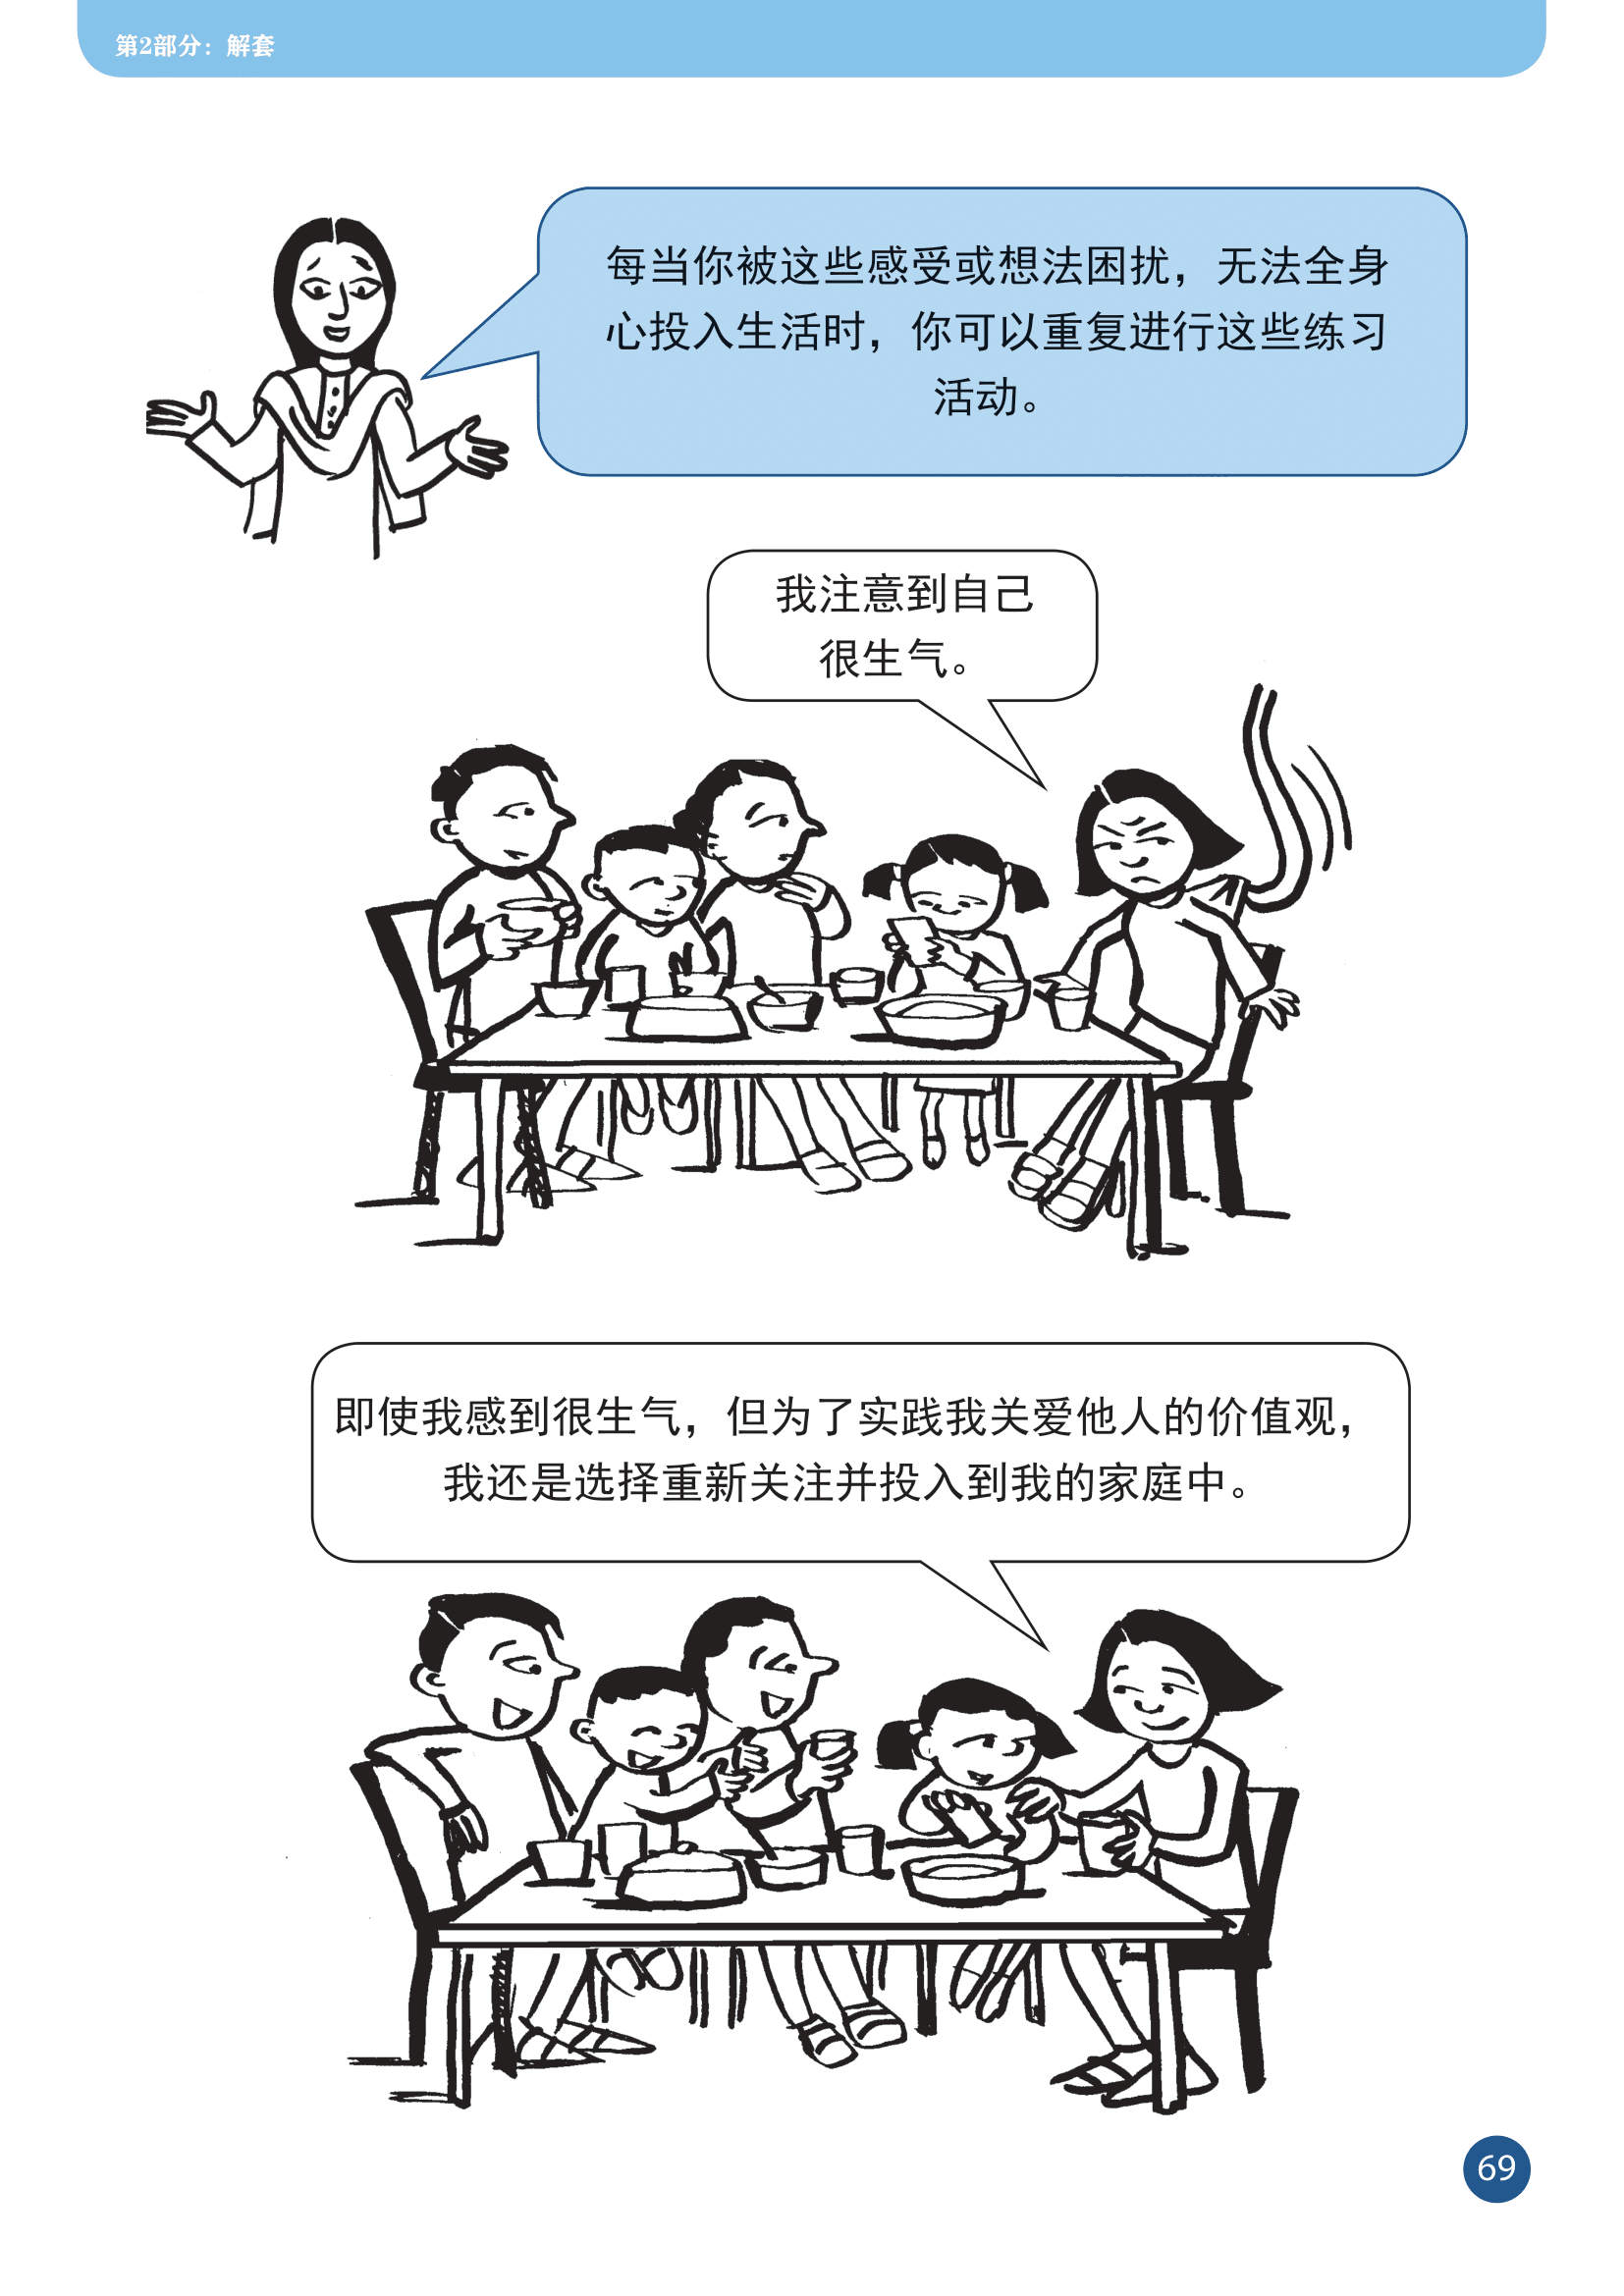 第2部分：解套
每当你被这些感受或想法困扰，无法全身
心投入生活时，你可以重复进行这些练习
活动。
我注意到自己
很生气。
即使我感到很生气，但为了实践我关爱他人的价值观，
我还是选择重新关注并投入到我的家庭中。
69